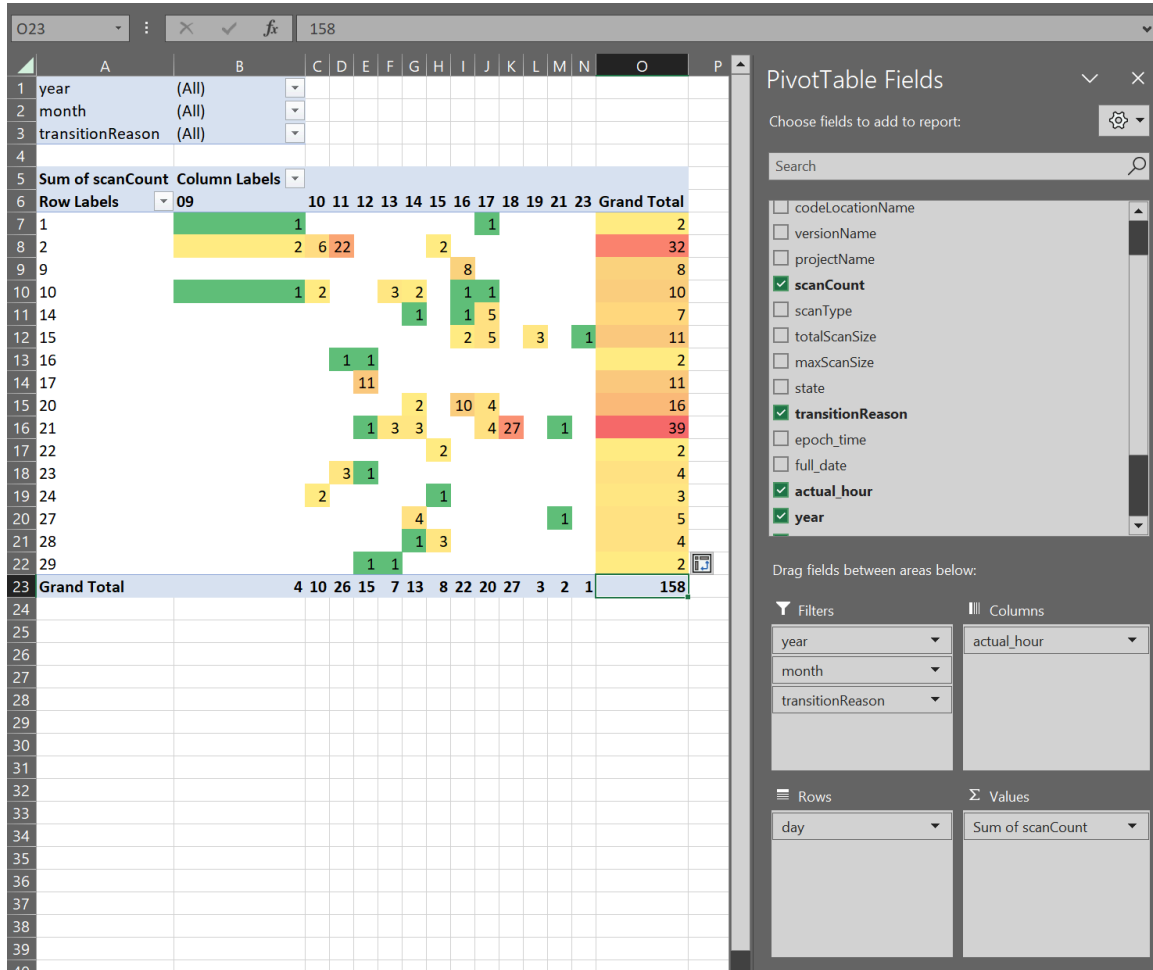 O23 fx 158
A B C D E F G H I J K L M N O P
1 year (All)
2 month (All)
3 transitionReason (All)
4
5 Sum of scanCount Column Labels
6 Row Labels 09 10 11 12 13 14 15 16 17 18 19 21 23 Grand Total
7 1 1 1 2
8 2 2 6 22 2 32
9 9 8 8
10 10 1 2 3 2 1 1 10
11 14 1 1 5 7
12 15 2 5 3 1 11
13 16 1 1 2
14 17 11 11
15 20 2 10 4 16
16 21 1 3 3 4 27 1 39
17 22 2 2
18 23 3 1 4
19 24 2 1 3
20 27 4 1 5
21 28 1 3 4
22 29 1 1 2
23 Grand Total 4 10 26 15 7 13 8 22 20 27 3 2 1 158
24
25
26
27
28
29
30
31
32
33
34
35
36
37
38
39
PivotTable Fields
Choose fields to add to report:
Search
codeLocationName
versionName
projectName
scanCount
scanType
totalScanSize
maxScanSize
state
transitionReason
epoch_time
full_date
actual_hour
year
Drag fields between areas below:
Filters
year
month
transitionReason
Columns
actual_hour
Rows
day
Σ Values
Sum of scanCount